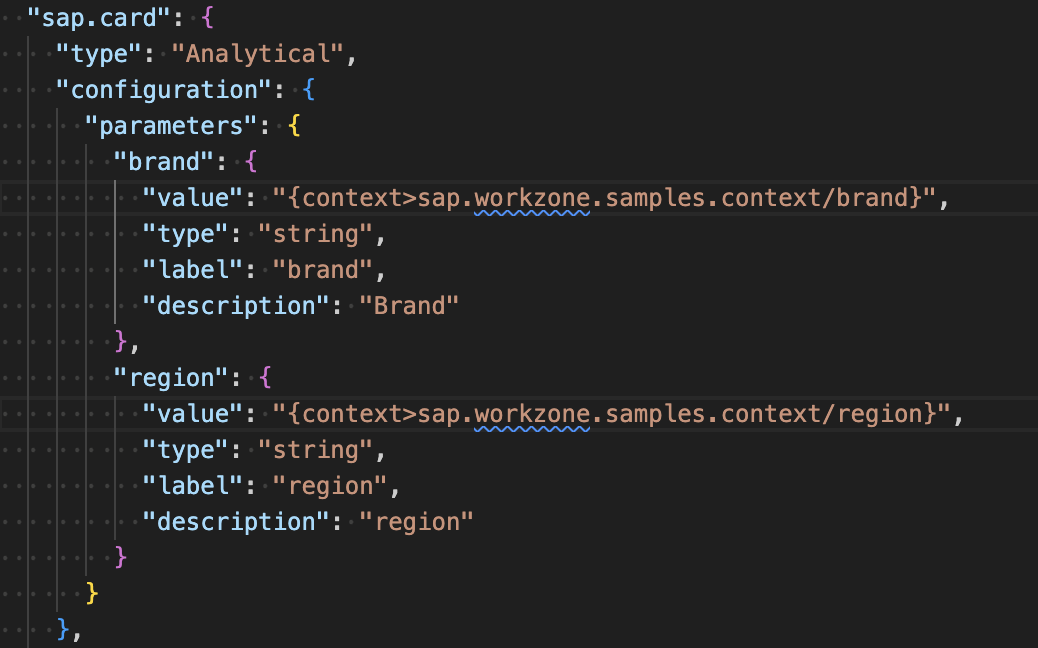 "sap.card": {
"type": "Analytical",
"configuration": {
"parameters": {
"brand": {
"value": "{context>sap.workzone.samples.context/brand}",
"type": "string",
"label": "brand",
"description": "Brand"
},
"region": {
"value": "{context>sap.workzone.samples.context/region}",
"type": "string",
"label": "region",
"description": "region"
}
}
},